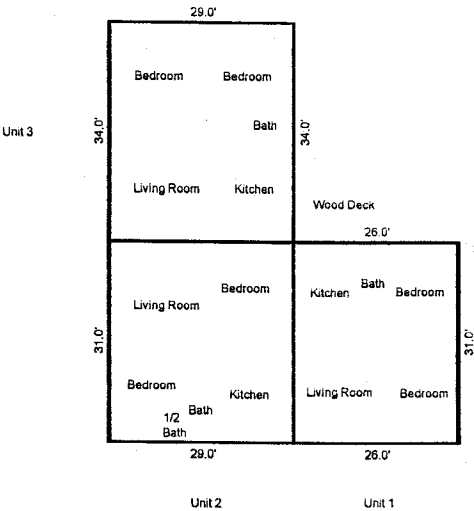 29.0'
Bedroom Bedroom
Unit 3 34.0' Bath 34.0'
Living Room Kitchen
Wood Deck
26.0'
Living Room Bedroom
Kitchen Bath Bedroom
31.0' 31.0'
Bedroom Kitchen
Living Room Bedroom
1/2 Bath
Bath
29.0' 26.0'
Unit 2 Unit 1